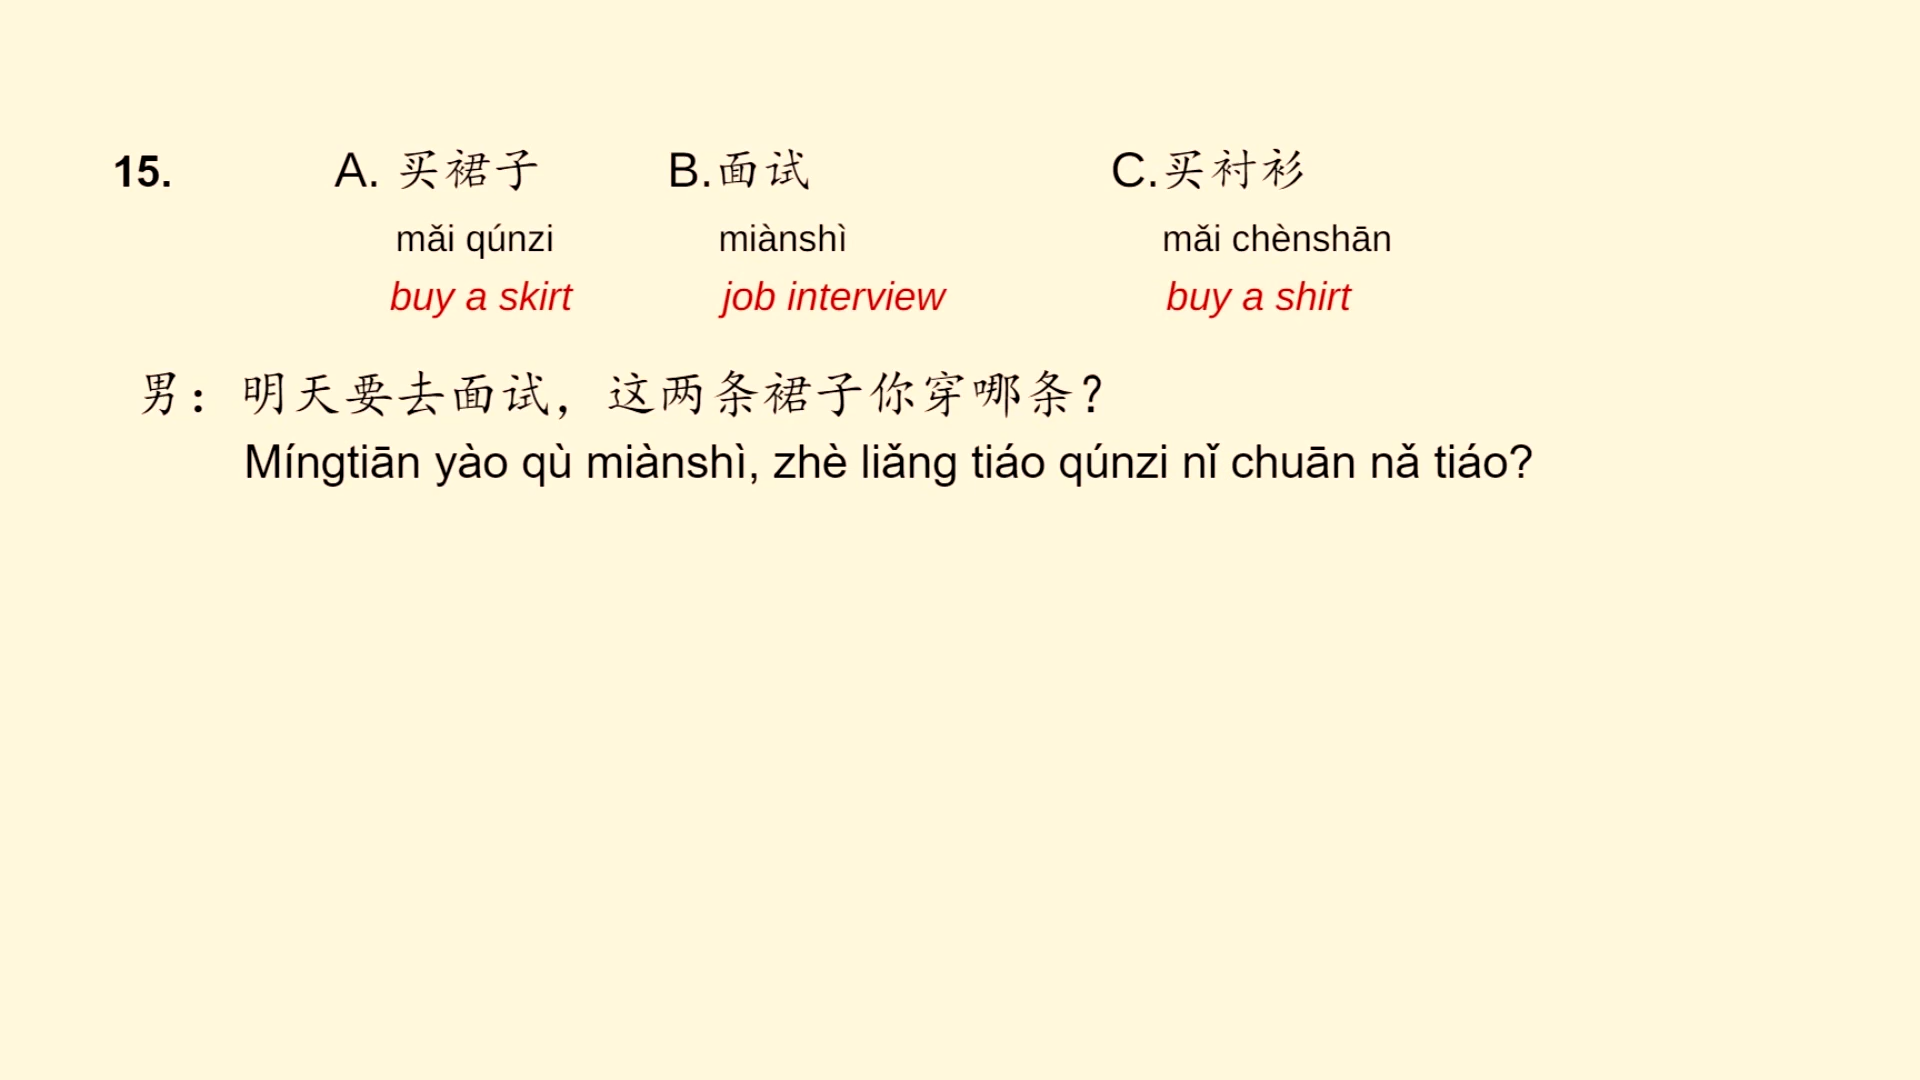 15. A. 买裙子 B.面试 C.买衬衫
mǎi qúnzi miànshì mǎi chènshān
buy a skirt job interview buy a shirt
男：明天要去面试，这两条裙子你穿哪条？
Míngtiān yào qù miànshì, zhè liǎng tiáo qúnzi nǐ chuān nǎ tiáo?